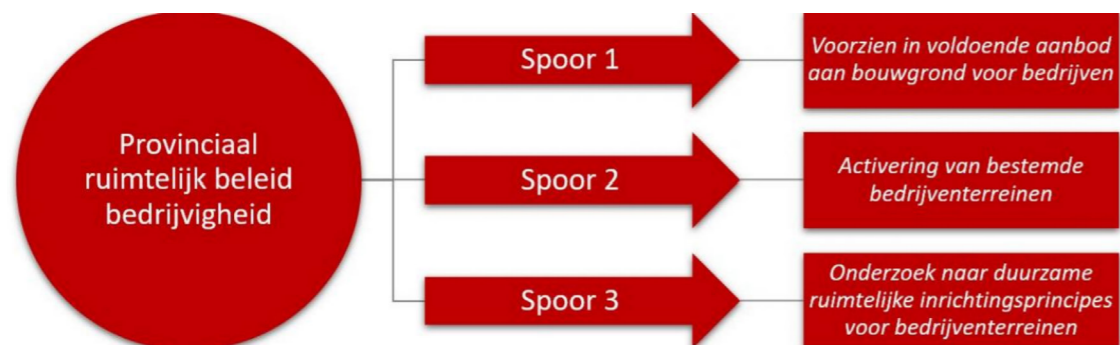 Provinciaal
ruimtelijk beleid
bedrijvigheid
Spoor 1
Voorzien in voldoende aanbod
aan bouwgrond voor bedrijven
Spoor 2
Activering van bestemde
bedrijventerreinen
Spoor 3
Onderzoek naar duurzame
ruimtelijke inrichtingsprincipes
voor bedrijventerreinen